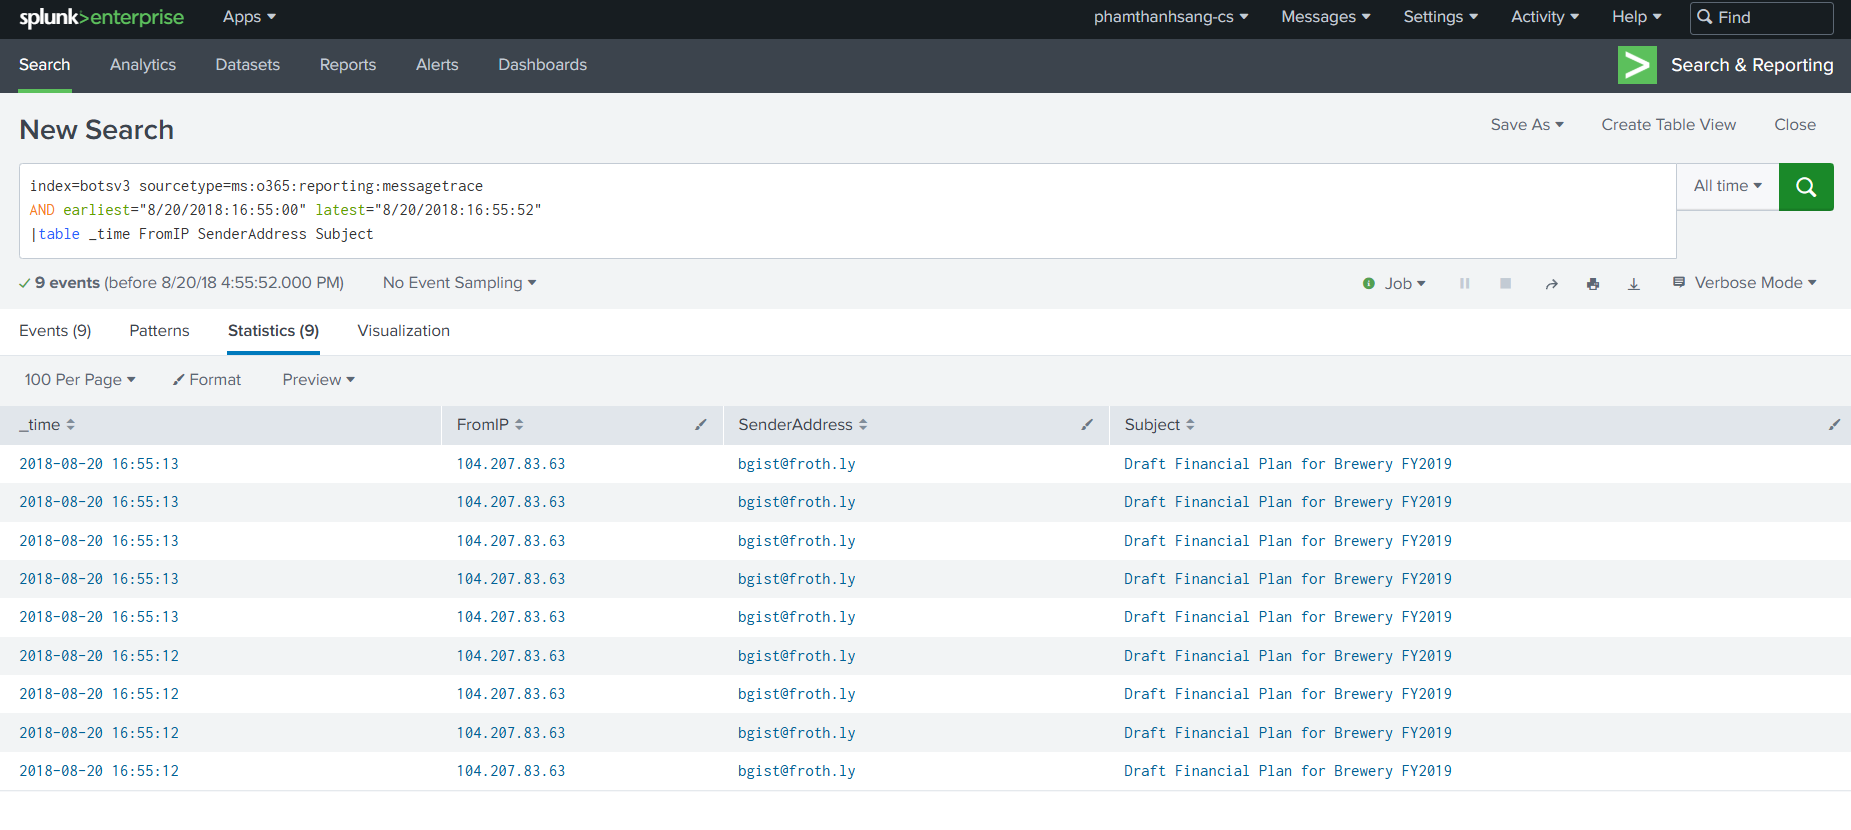 splunk>enterprise Apps phamthanhsang-cs Messages Settings Activity Help Find
Search Analytics Datasets Reports Alerts Dashboards Search & Reporting
New Search Save As Create Table View Close
index=botsv3 sourcetype=ms:o365:reporting:messagetrace All time
AND earliest="8/20/2018:16:55:00" latest="8/20/2018:16:55:52"
|table _time FromIP SenderAddress Subject
9 events (before 8/20/18 4:55:52.000 PM) No Event Sampling Job Verbose Mode
Events (9) Patterns Statistics (9) Visualization
100 Per Page Format Preview
_time FromIP SenderAddress Subject
2018-08-20 16:55:13 104.207.83.63 bgist@froth.ly Draft Financial Plan for Brewery FY2019
2018-08-20 16:55:13 104.207.83.63 bgist@froth.ly Draft Financial Plan for Brewery FY2019
2018-08-20 16:55:13 104.207.83.63 bgist@froth.ly Draft Financial Plan for Brewery FY2019
2018-08-20 16:55:13 104.207.83.63 bgist@froth.ly Draft Financial Plan for Brewery FY2019
2018-08-20 16:55:13 104.207.83.63 bgist@froth.ly Draft Financial Plan for Brewery FY2019
2018-08-20 16:55:12 104.207.83.63 bgist@froth.ly Draft Financial Plan for Brewery FY2019
2018-08-20 16:55:12 104.207.83.63 bgist@froth.ly Draft Financial Plan for Brewery FY2019
2018-08-20 16:55:12 104.207.83.63 bgist@froth.ly Draft Financial Plan for Brewery FY2019
2018-08-20 16:55:12 104.207.83.63 bgist@froth.ly Draft Financial Plan for Brewery FY2019